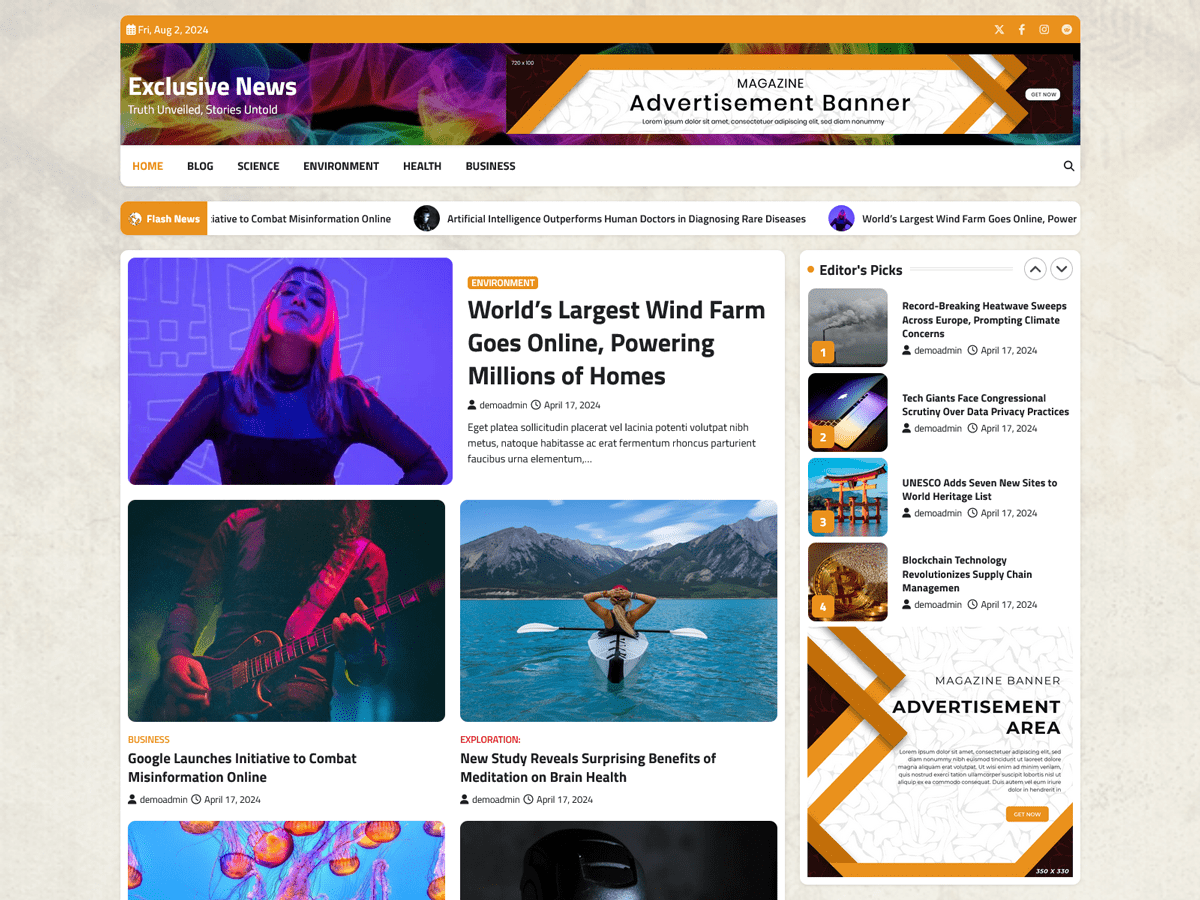 Fri, Aug 2, 2024
Exclusive News
Truth Unveiled, Stories Untold
720 x 100
MAGAZINE
Advertisement Banner
Lorem ipsum dolor sit amet, consectetuer adipiscing elit, sed diam nonummy
GET NOW
HOME BLOG SCIENCE ENVIRONMENT HEALTH BUSINESS
Flash News
iative to Combat Misinformation Online
Artificial Intelligence Outperforms Human Doctors in Diagnosing Rare Diseases
World's Largest Wind Farm Goes Online, Power
ENVIRONMENT
World's Largest Wind Farm
Goes Online, Powering
Millions of Homes
demoadmin April 17, 2024
Eget platea sollicitudin placerat vel lacinia potenti volutpat nibh
metus, natoque habitasse ac erat fermentum rhoncus parturient
faucibus urna elementum,...
BUSINESS
Google Launches Initiative to Combat
Misinformation Online
demoadmin April 17, 2024
EXPLORATION:
New Study Reveals Surprising Benefits of
Meditation on Brain Health
demoadmin April 17, 2024
Editor's Picks
1
Record-Breaking Heatwave Sweeps
Across Europe, Prompting Climate
Concerns
demoadmin April 17, 2024
2
Tech Giants Face Congressional
Scrutiny Over Data Privacy Practices
demoadmin April 17, 2024
3
UNESCO Adds Seven New Sites to
World Heritage List
demoadmin April 17, 2024
4
Blockchain Technology
Revolutionizes Supply Chain
Managemen
demoadmin April 17, 2024
MAGAZINE BANNER
ADVERTISEMENT
AREA
Lorem ipsum dolor sit amet, consectetuer adipiscing elit, sed
diam nonummy nibh euismod tincidunt ut laoreet dolore
magna aliquam erat volutpat. Ut wisi enim ad minim veniam,
quis nostrud exerci tation ullamcorper suscipit lobortis nisl ut
aliquip ex ea commodo consequat. Duis autem vel eum iriure
dolor in hendrerit in
GET NOW
350 X 330